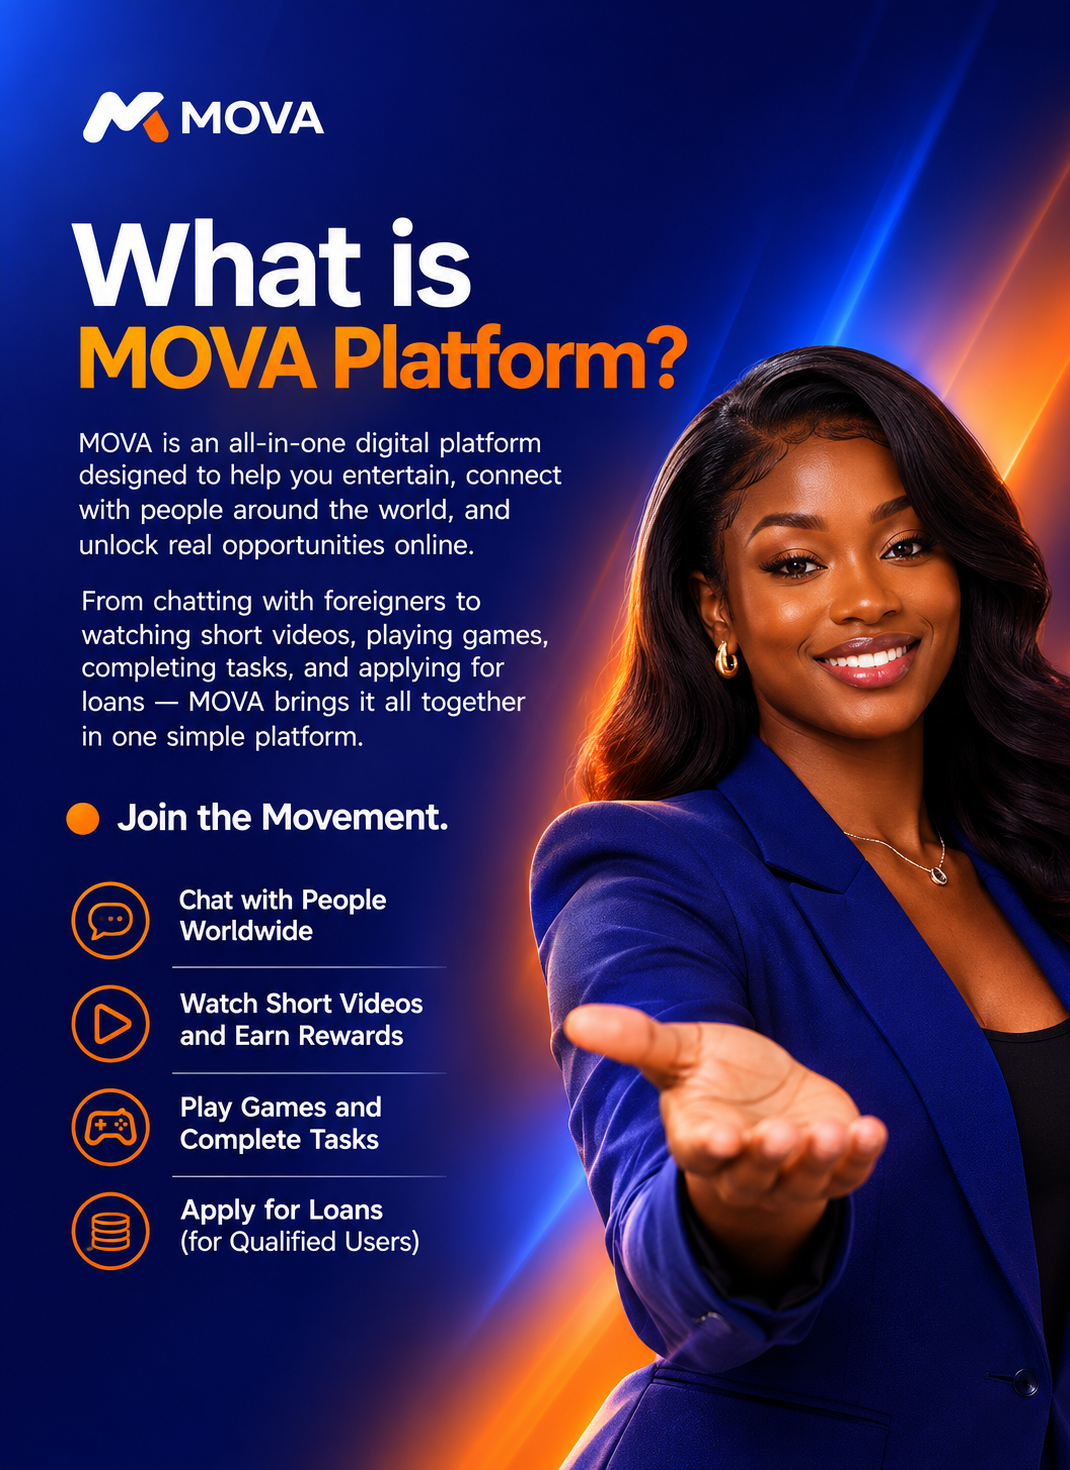 MOVA
What is
MOVA Platform?
MOVA is an all-in-one digital platform
designed to help you entertain, connect
with people around the world, and
unlock real opportunities online.
From chatting with foreigners to
watching short videos, playing games,
completing tasks, and applying for
loans — MOVA brings it all together
in one simple platform.
Join the Movement.
Chat with People
Worldwide
Watch Short Videos
and Earn Rewards
Play Games and
Complete Tasks
Apply for Loans
(for Qualified Users)